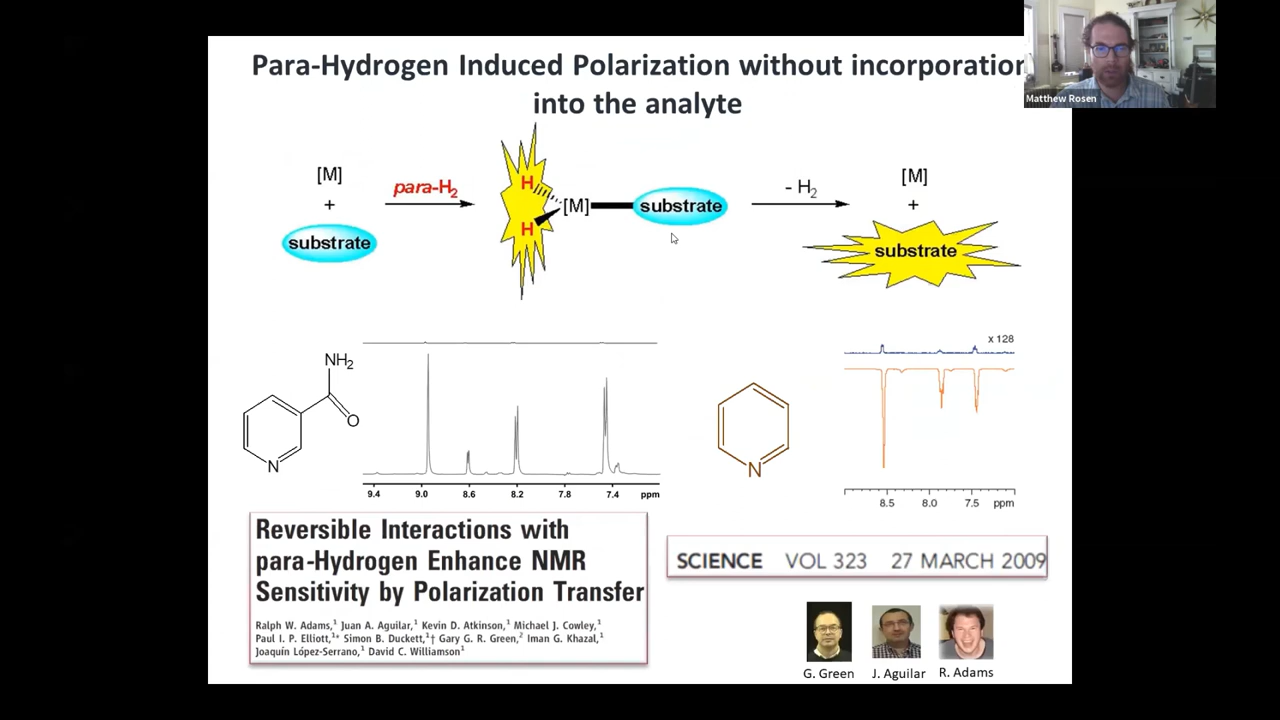 Para-Hydrogen Induced Polarization without incorporation
into the analyte
Matthew Rosen
[M]
+
substrate
para-H2
H
H
[M]
substrate
- H2
[M]
+
substrate
NH2
O
N
9.4 9.0 8.6 8.2 7.8 7.4 ppm
N
x 128
8.5 8.0 7.5 ppm
Reversible Interactions with
para-Hydrogen Enhance NMR
Sensitivity by Polarization Transfer
Ralph W. Adams,1 Juan A. Aguilar,1 Kevin D. Atkinson,1 Michael J. Cowley,1
Paul I. P. Elliott,1* Simon B. Duckett,1† Gary G. R. Green,2 Iman G. Khazal,1
Joaquín López-Serrano,1 David C. Williamson1
SCIENCE VOL 323 27 MARCH 2009
G. Green J. Aguilar R. Adams